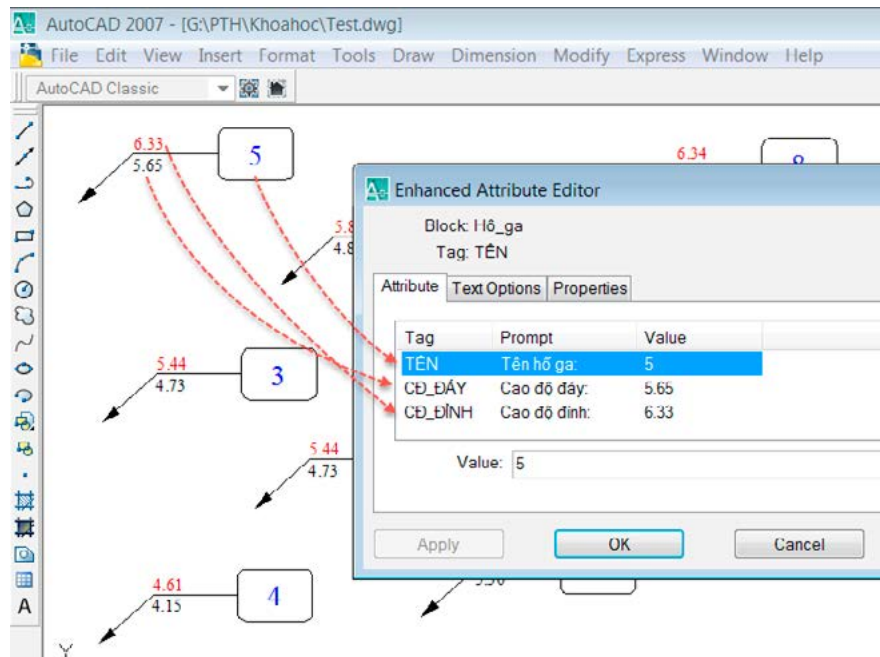 AutoCAD 2007 - [G:\PTH\Khoahoc\Test.dwg]
File Edit View Insert Format Tools Draw Dimension Modify Express Window Help
AutoCAD Classic
6.33
5.65
5
6.34
Enhanced Attribute Editor
Block: Hô_ga
Tag: TÊN
Attribute Text Options Properties
Tag Prompt Value
TÊN Tên hố ga: 5
CĐ_ĐÁY Cao độ đáy: 5.65
CĐ_ĐỈNH Cao độ đỉnh: 6.33
Value: 5
Apply OK Cancel
5.44
4.73
3
5.44
4.73
4.61
4.15
4
A
Y